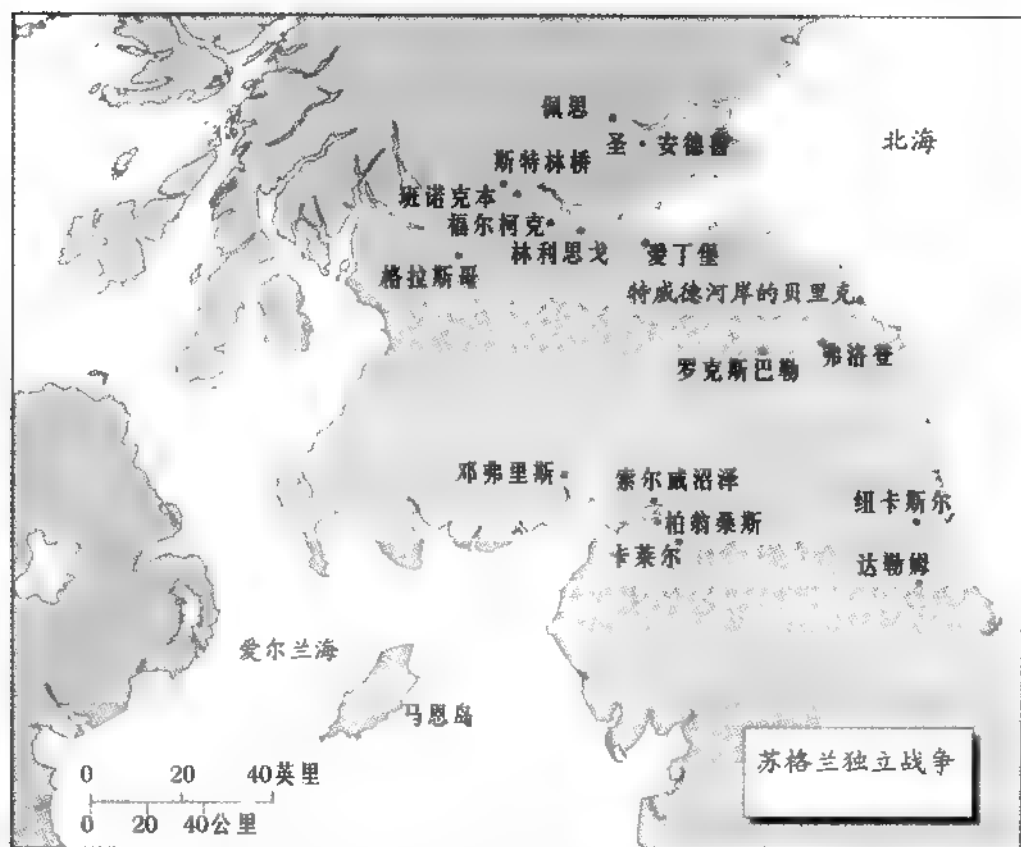 佩思
圣·安德鲁
北海
斯特林桥
班诺克本
福尔柯克
林利思戈
爱丁堡
格拉斯哥
特威德河岸的贝里克
罗克斯巴勒
弗洛登
邓弗里斯
索尔威沼泽
纽卡斯尔
柏翁桑斯
卡莱尔
达勒姆
爱尔兰海
马恩岛
苏格兰独立战争
0 20 40英里
0 20 40公里